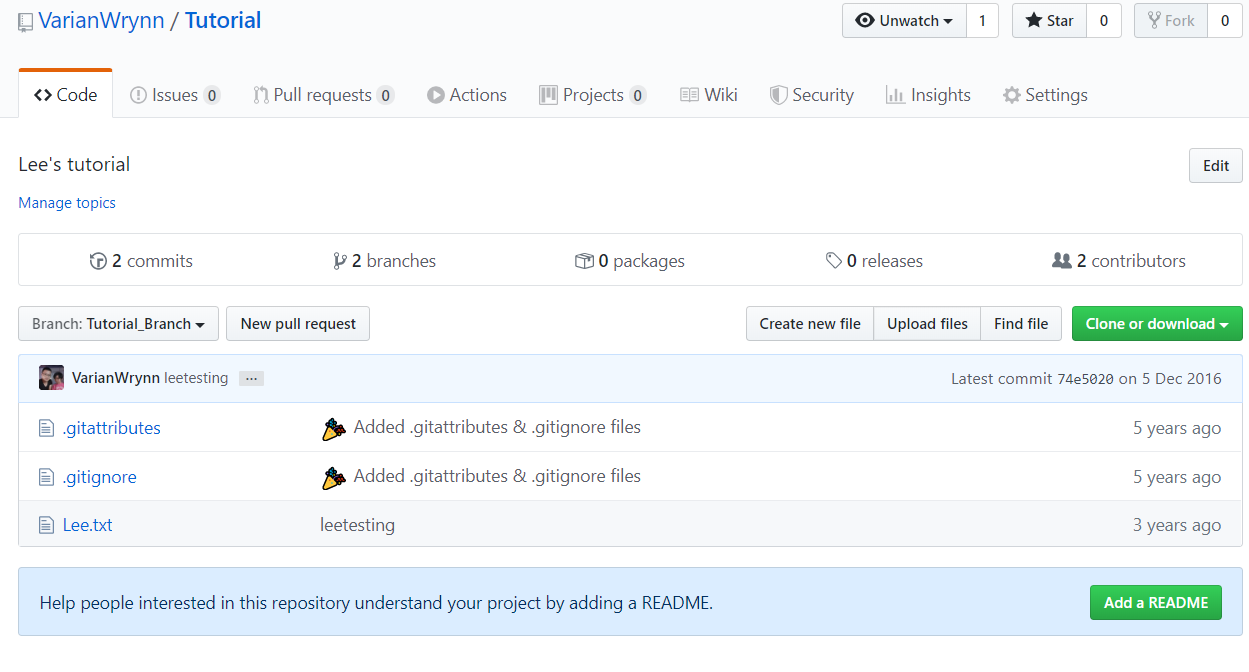 VarianWrynn / Tutorial
Unwatch 1 Star 0 Fork 0
Code Issues 0 Pull requests 0 Actions Projects 0 Wiki Security Insights Settings
Lee's tutorial Edit
Manage topics
2 commits 2 branches 0 packages 0 releases 2 contributors
Branch: Tutorial_Branch New pull request Create new file Upload files Find file Clone or download
VarianWrynn leetesting ... Latest commit 74e5020 on 5 Dec 2016
.gitattributes Added .gitattributes & .gitignore files 5 years ago
.gitignore Added .gitattributes & .gitignore files 5 years ago
Lee.txt leetesting 3 years ago
Help people interested in this repository understand your project by adding a README. Add a README